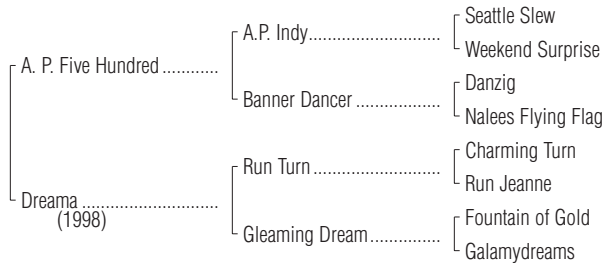 Seattle Slew
A.P. Indy..............................
Weekend Surprise
A. P. Five Hundred ............
Danzig
Banner Dancer ....................
Nalees Flying Flag
Charming Turn
Run Turn .............................
Run Jeanne
Dreama ..............................
(1998)
Fountain of Gold
Gleaming Dream................
Galamydreams